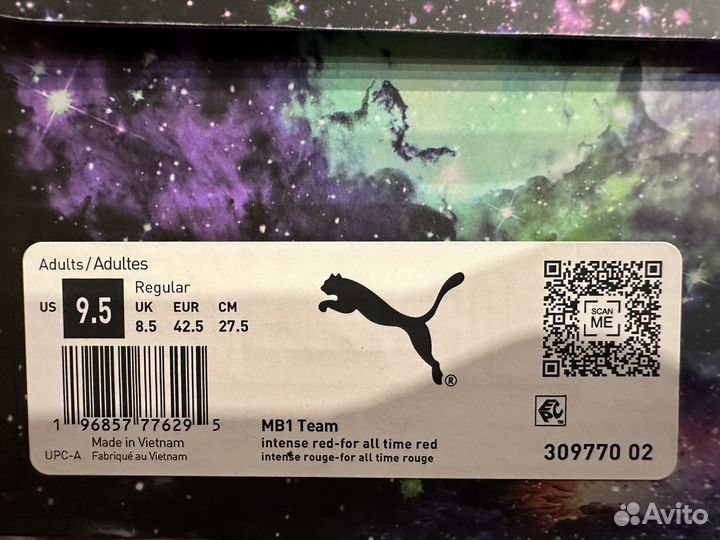 Adults/Adultes
Regular
US 9.5 UK EUR CM
8.5 42.5 27.5
SCAN
ME
1 96857 77629 5
Made in Vietnam
UPC-A Fabriqué au Vietnam
MB1 Team
intense red-for all time red
intense rouge-for all time rouge
EPC™
309770 02
®
Avito